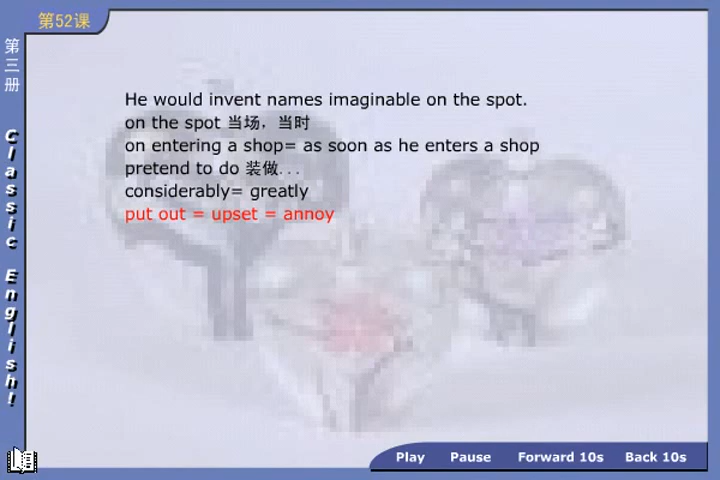 第52课
第三册
Classic English!
He would invent names imaginable on the spot.
on the spot 当场，当时
on entering a shop= as soon as he enters a shop
pretend to do 装做...
considerably= greatly
put out = upset = annoy
Play Pause Forward 10s Back 10s